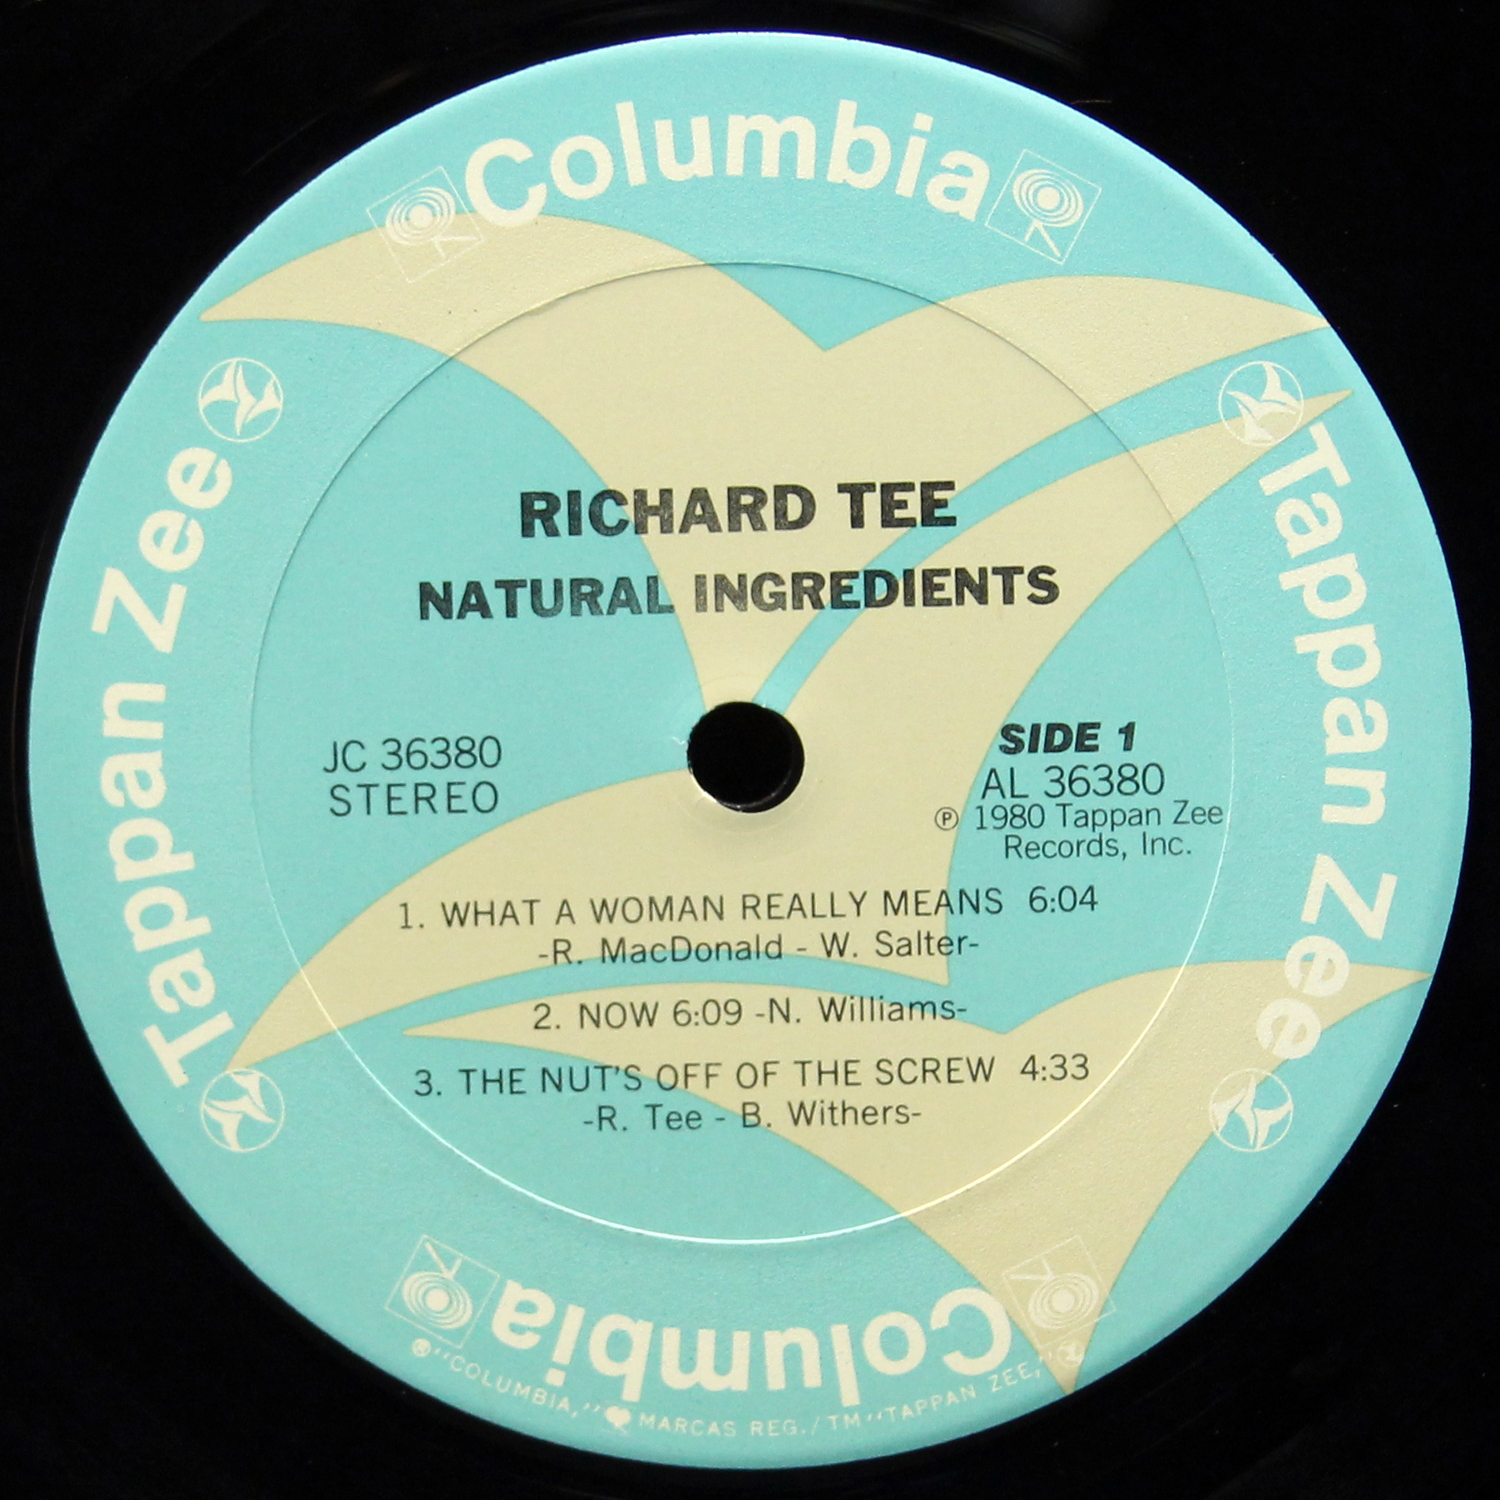 Columbia
Tappan Zee
Tappan Zee
RICHARD TEE
NATURAL INGREDIENTS
JC 36380
STEREO
SIDE 1
AL 36380
℗ 1980 Tappan Zee
Records, Inc.
1. WHAT A WOMAN REALLY MEANS 6:04
-R. MacDonald - W. Salter-
2. NOW 6:09 -N. Williams-
3. THE NUT'S OFF OF THE SCREW 4:33
-R. Tee - B. Withers-
Columbia
®"COLUMBIA," MARCAS REG./TM "TAPPAN ZEE,"